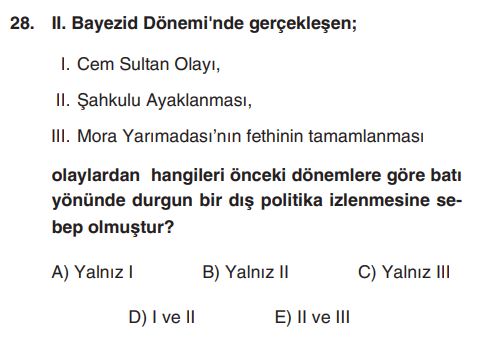 28. II. Bayezid Dönemi'nde gerçekleşen;
I. Cem Sultan Olayı,
II. Şahkulu Ayaklanması,
III. Mora Yarımadası'nın fethinin tamamlanması
olaylardan hangileri önceki dönemlere göre batı
yönünde durgun bir dış politika izlenmesine se-
bep olmuştur?
A) Yalnız I B) Yalnız II C) Yalnız III
D) I ve II E) II ve III